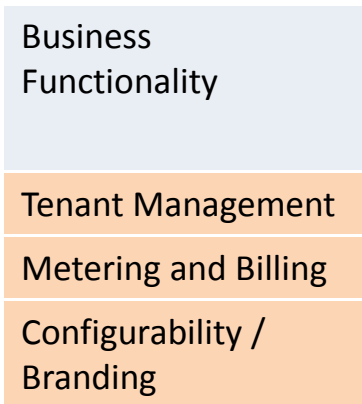 Business
Functionality
Tenant Management
Metering and Billing
Configurability /
Branding